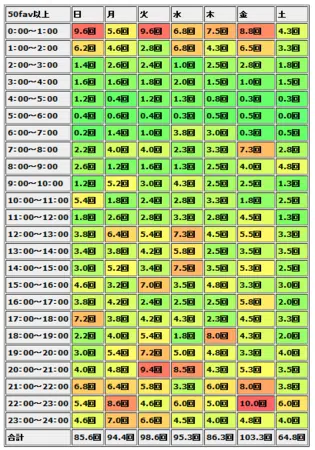 50fav以上 日 月 火 水 木 金 土
0:00〜1:00 9.6回 5.6回 9.6回 6.8回 7.5回 8.8回 4.3回
1:00〜2:00 6.2回 4.6回 2.8回 6.8回 4.3回 6.5回 3.3回
2:00〜3:00 1.4回 2.6回 2.4回 1.0回 2.5回 2.8回 1.8回
3:00〜4:00 1.6回 1.6回 1.8回 2.0回 1.5回 1.0回 1.5回
4:00〜5:00 1.2回 0.4回 1.2回 1.3回 0.8回 0.3回 0.3回
5:00〜6:00 0.4回 0.6回 0.4回 0.3回 0.5回 0.5回 0.0回
6:00〜7:00 0.2回 1.4回 1.0回 3.8回 3.0回 0.3回 0.5回
7:00〜8:00 2.2回 4.0回 4.0回 2.3回 3.3回 7.3回 2.8回
8:00〜9:00 2.6回 1.2回 1.6回 1.3回 2.5回 4.0回 4.8回
9:00〜10:00 1.2回 5.2回 3.0回 4.3回 2.5回 2.5回 1.3回
10:00〜11:00 5.4回 1.8回 2.4回 2.8回 3.3回 1.8回 2.5回
11:00〜12:00 1.8回 2.6回 2.8回 3.3回 2.8回 4.5回 1.3回
12:00〜13:00 3.8回 6.4回 5.4回 7.3回 4.5回 5.5回 3.3回
13:00〜14:00 3.4回 3.8回 4.2回 5.8回 2.5回 3.5回 3.5回
14:00〜15:00 3.0回 5.2回 3.4回 7.5回 3.5回 5.3回 2.5回
15:00〜16:00 4.6回 3.2回 7.0回 3.5回 4.8回 3.3回 3.0回
16:00〜17:00 3.8回 4.2回 2.4回 2.5回 2.5回 5.8回 2.0回
17:00〜18:00 7.2回 3.8回 4.2回 4.3回 2.3回 4.5回 3.3回
18:00〜19:00 2.2回 4.0回 5.4回 1.8回 8.0回 4.3回 2.0回
19:00〜20:00 3.0回 5.4回 7.2回 5.0回 4.8回 3.3回 4.0回
20:00〜21:00 4.0回 4.8回 9.4回 8.5回 4.3回 5.3回 3.5回
21:00〜22:00 6.8回 6.4回 5.8回 3.3回 6.0回 8.0回 3.8回
22:00〜23:00 5.4回 8.6回 4.6回 6.5回 5.5回 10.0回 6.0回
23:00〜24:00 4.6回 7.0回 6.6回 4.5回 4.0回 4.8回 4.0回
合計 85.6回 94.4回 98.6回 95.3回 86.3回 103.3回 64.8回